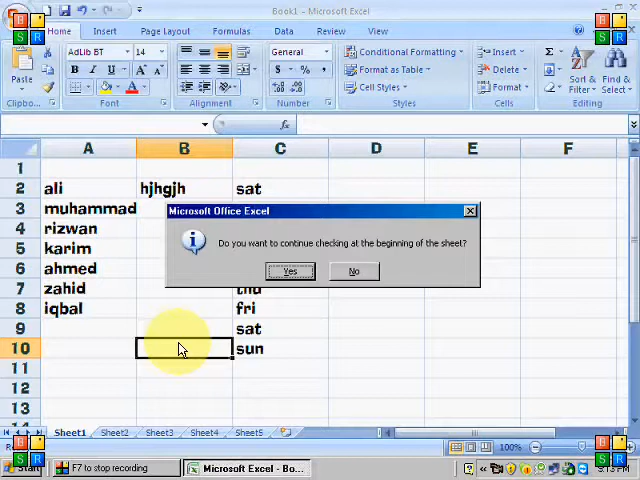 B
R
S
R
Book1 - Microsoft Excel
B
S
R
Home Insert Page Layout Formulas Data Review View
Paste
Clipboa...
AdLib BT 14
B I U A A
Font
Alignment
General
$ % ,
Number
Conditional Formatting
Format as Table
Cell Styles
Styles
Insert
Delete
Format
Cells
Σ
Sort &
Filter
Find &
Select
Editing
fx
A B C D E F
1
2 ali hjhgjh sat
3 muhammad
4 rizwan
5 karim
6 ahmed
7 zahid thu
8 iqbal fri
9 sat
10 sun
11
12
13
14
Microsoft Office Excel
Do you want to continue checking at the beginning of the sheet?
Yes No
Sheet1 Sheet2 Sheet3 Sheet4 Sheet5
100%
B
S R
B
S R
Start
F7 to stop recording
Microsoft Excel - Bo...